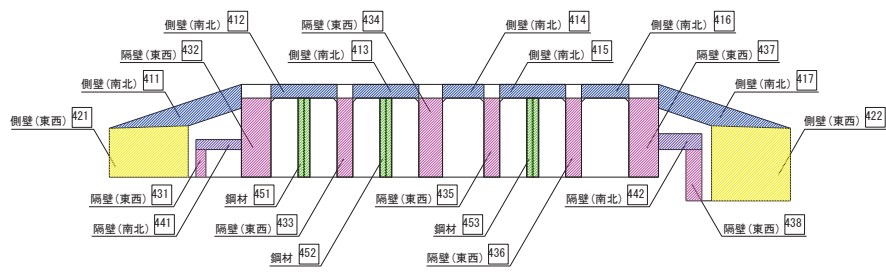 側壁(南北) 412
隔壁(東西) 434
側壁(南北) 414
側壁(南北) 416
隔壁(東西) 432
側壁(南北) 413
側壁(南北) 415
隔壁(東西) 437
側壁(南北) 411
側壁(南北) 417
側壁(東西) 421
側壁(東西) 422
隔壁(東西) 431
鋼材 451
隔壁(東西) 435
隔壁(南北) 442
隔壁(南北) 441
隔壁(東西) 433
鋼材 453
隔壁(東西) 438
鋼材 452
隔壁(東西) 436